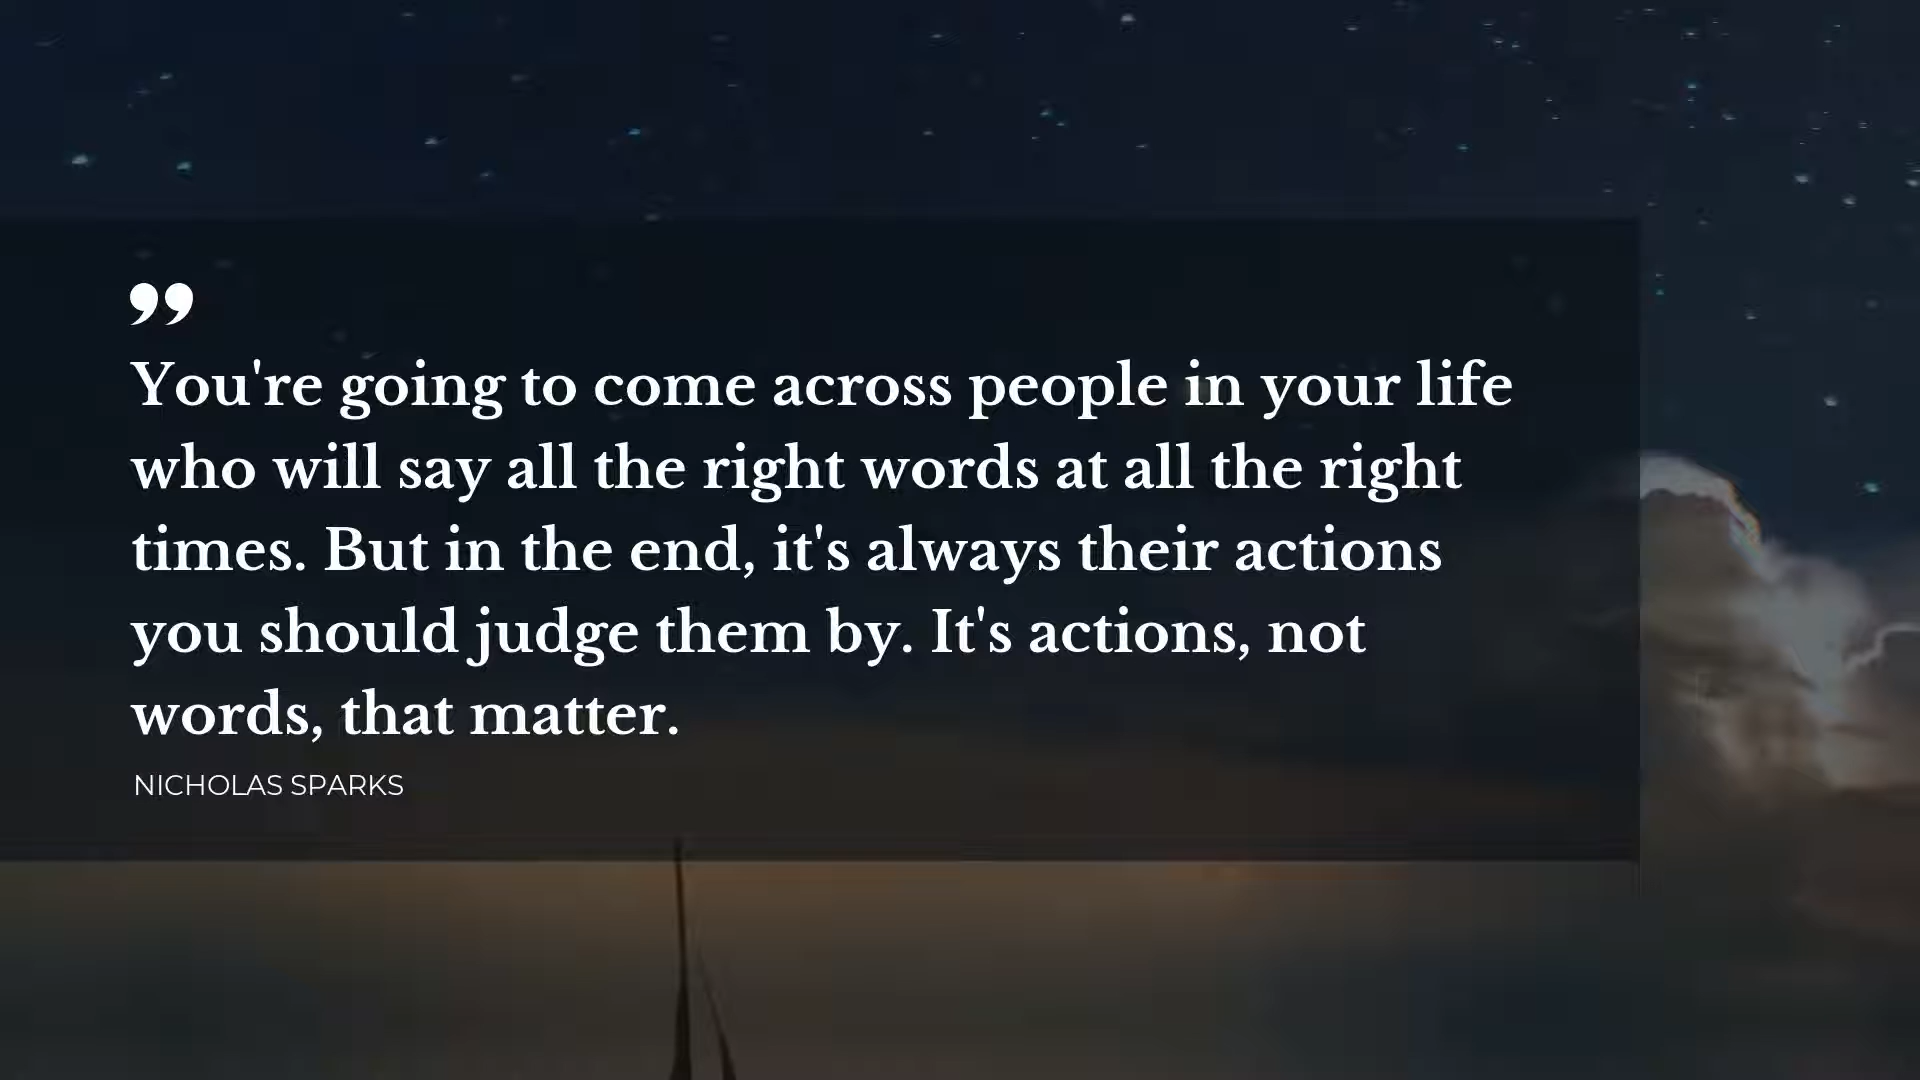 ”
You're going to come across people in your life
who will say all the right words at all the right
times. But in the end, it's always their actions
you should judge them by. It's actions, not
words, that matter.
NICHOLAS SPARKS